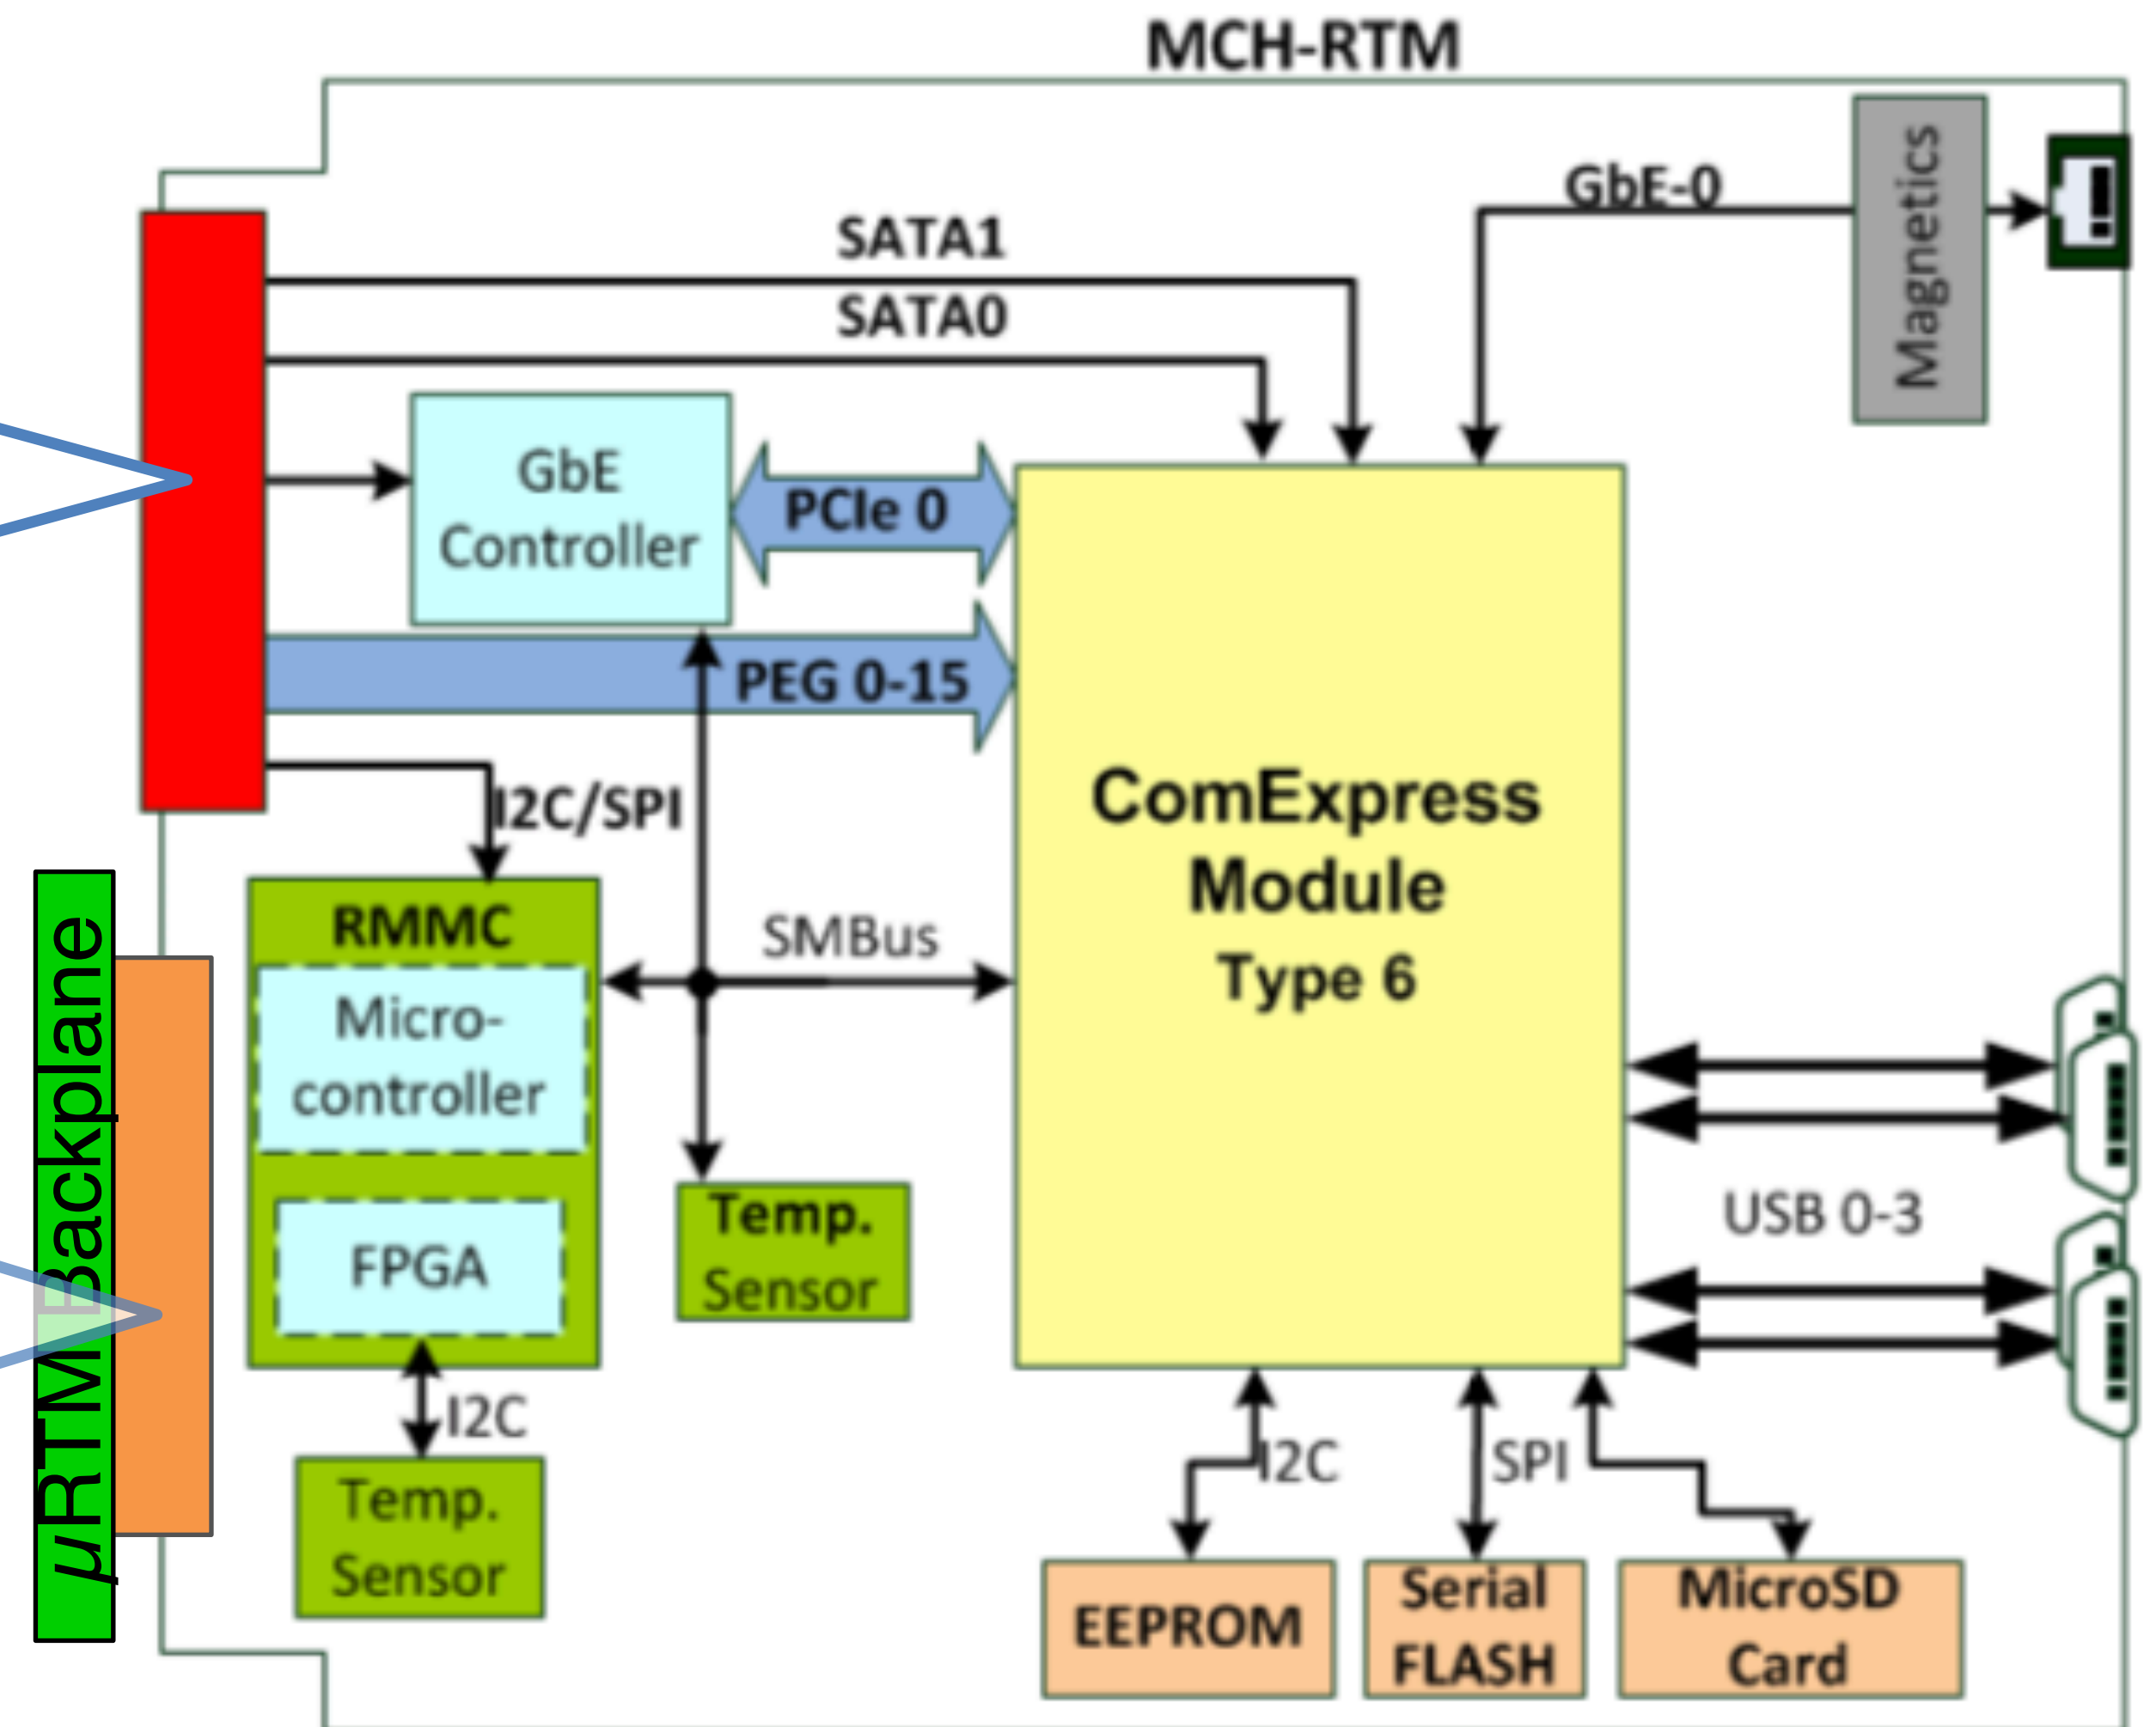 MCH-RTM
GbE-0
Magnetics
SATA1
SATA0
GbE
Controller
PCIe 0
PEG 0-15
I2C/SPI
ComExpress
Module
Type 6
RMMC
Micro-
controller
FPGA
SMBus
Temp.
Sensor
USB 0-3
µRTM Backplane
I2C
Temp.
Sensor
I2C
SPI
EEPROM
Serial
FLASH
MicroSD
Card